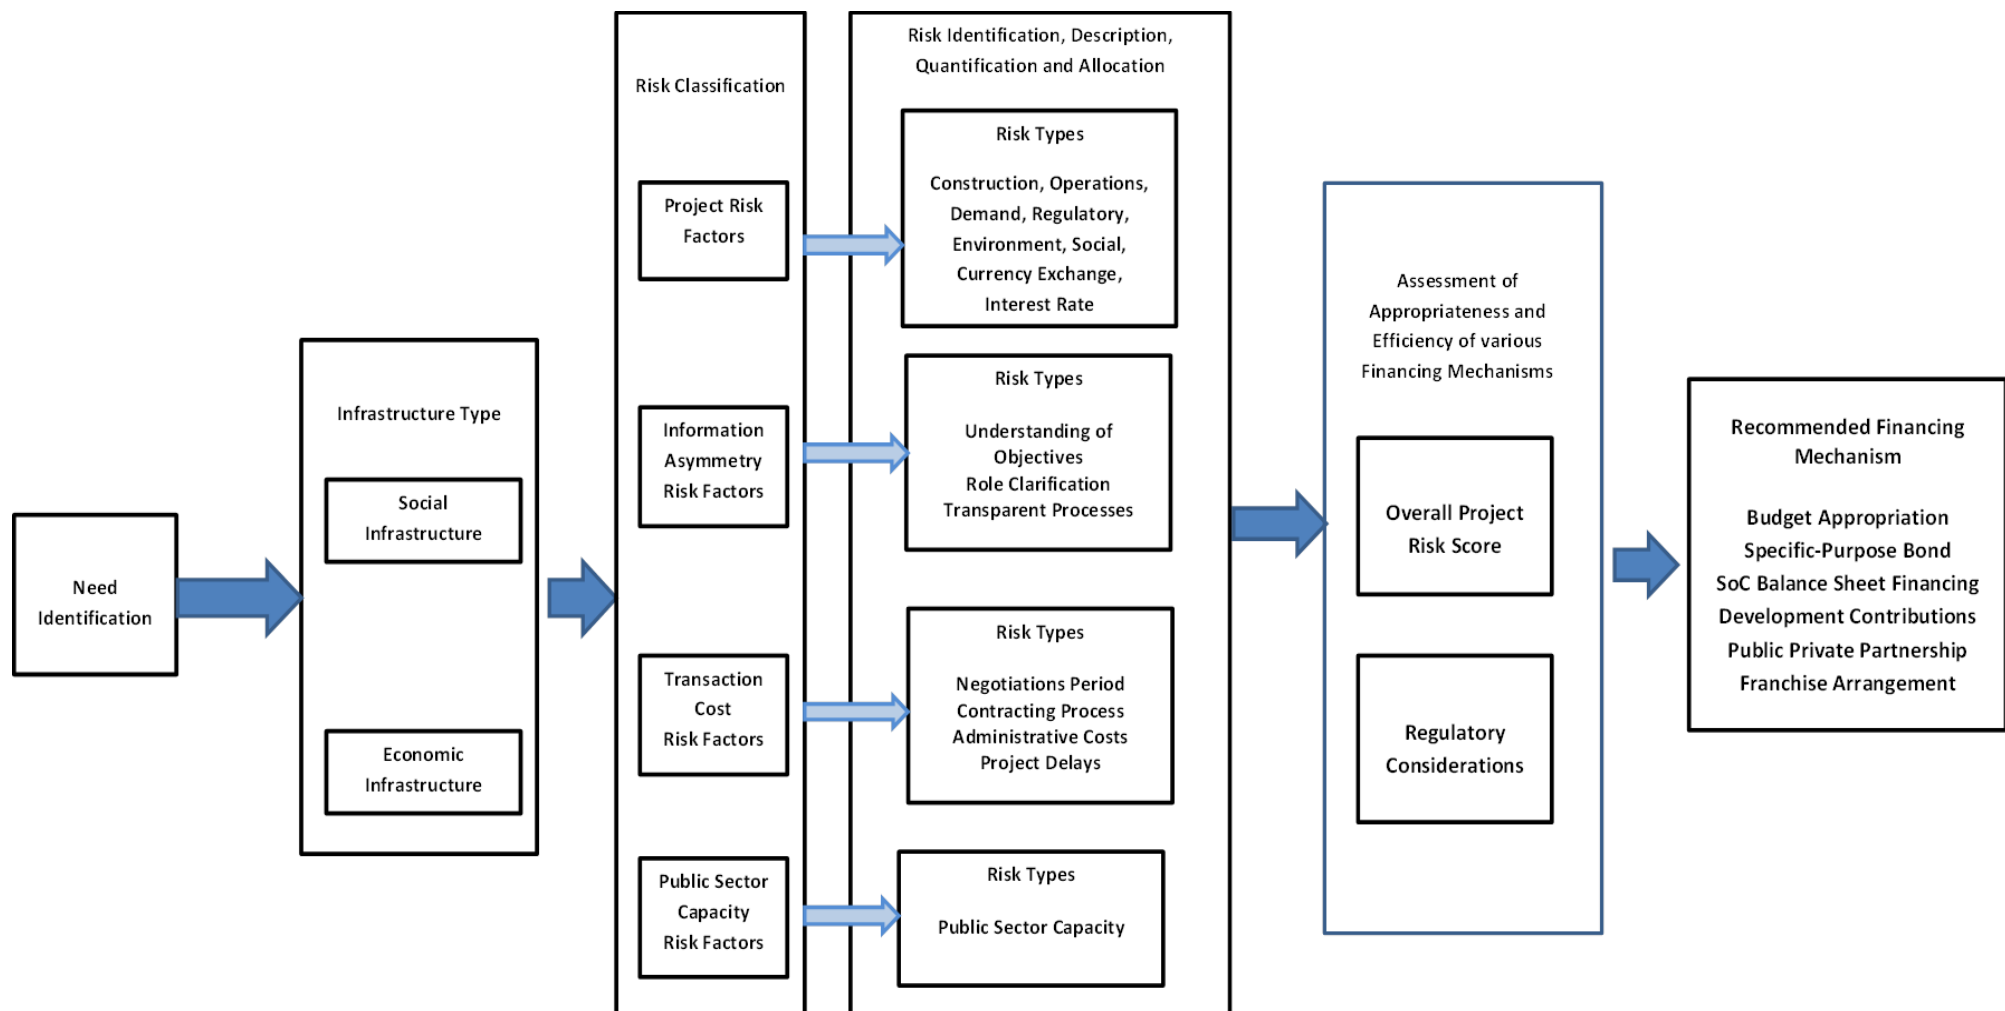 Need
Identification
Infrastructure Type
Social
Infrastructure
Economic
Infrastructure
Risk Classification
Project Risk
Factors
Information
Asymmetry
Risk Factors
Transaction
Cost
Risk Factors
Public Sector
Capacity
Risk Factors
Risk Identification, Description,
Quantification and Allocation
Risk Types
Construction, Operations,
Demand, Regulatory,
Environment, Social,
Currency Exchange,
Interest Rate
Risk Types
Understanding of
Objectives
Role Clarification
Transparent Processes
Risk Types
Negotiations Period
Contracting Process
Administrative Costs
Project Delays
Risk Types
Public Sector Capacity
Assessment of
Appropriateness and
Efficiency of various
Financing Mechanisms
Overall Project
Risk Score
Regulatory
Considerations
Recommended Financing
Mechanism
Budget Appropriation
Specific-Purpose Bond
SoC Balance Sheet Financing
Development Contributions
Public Private Partnership
Franchise Arrangement